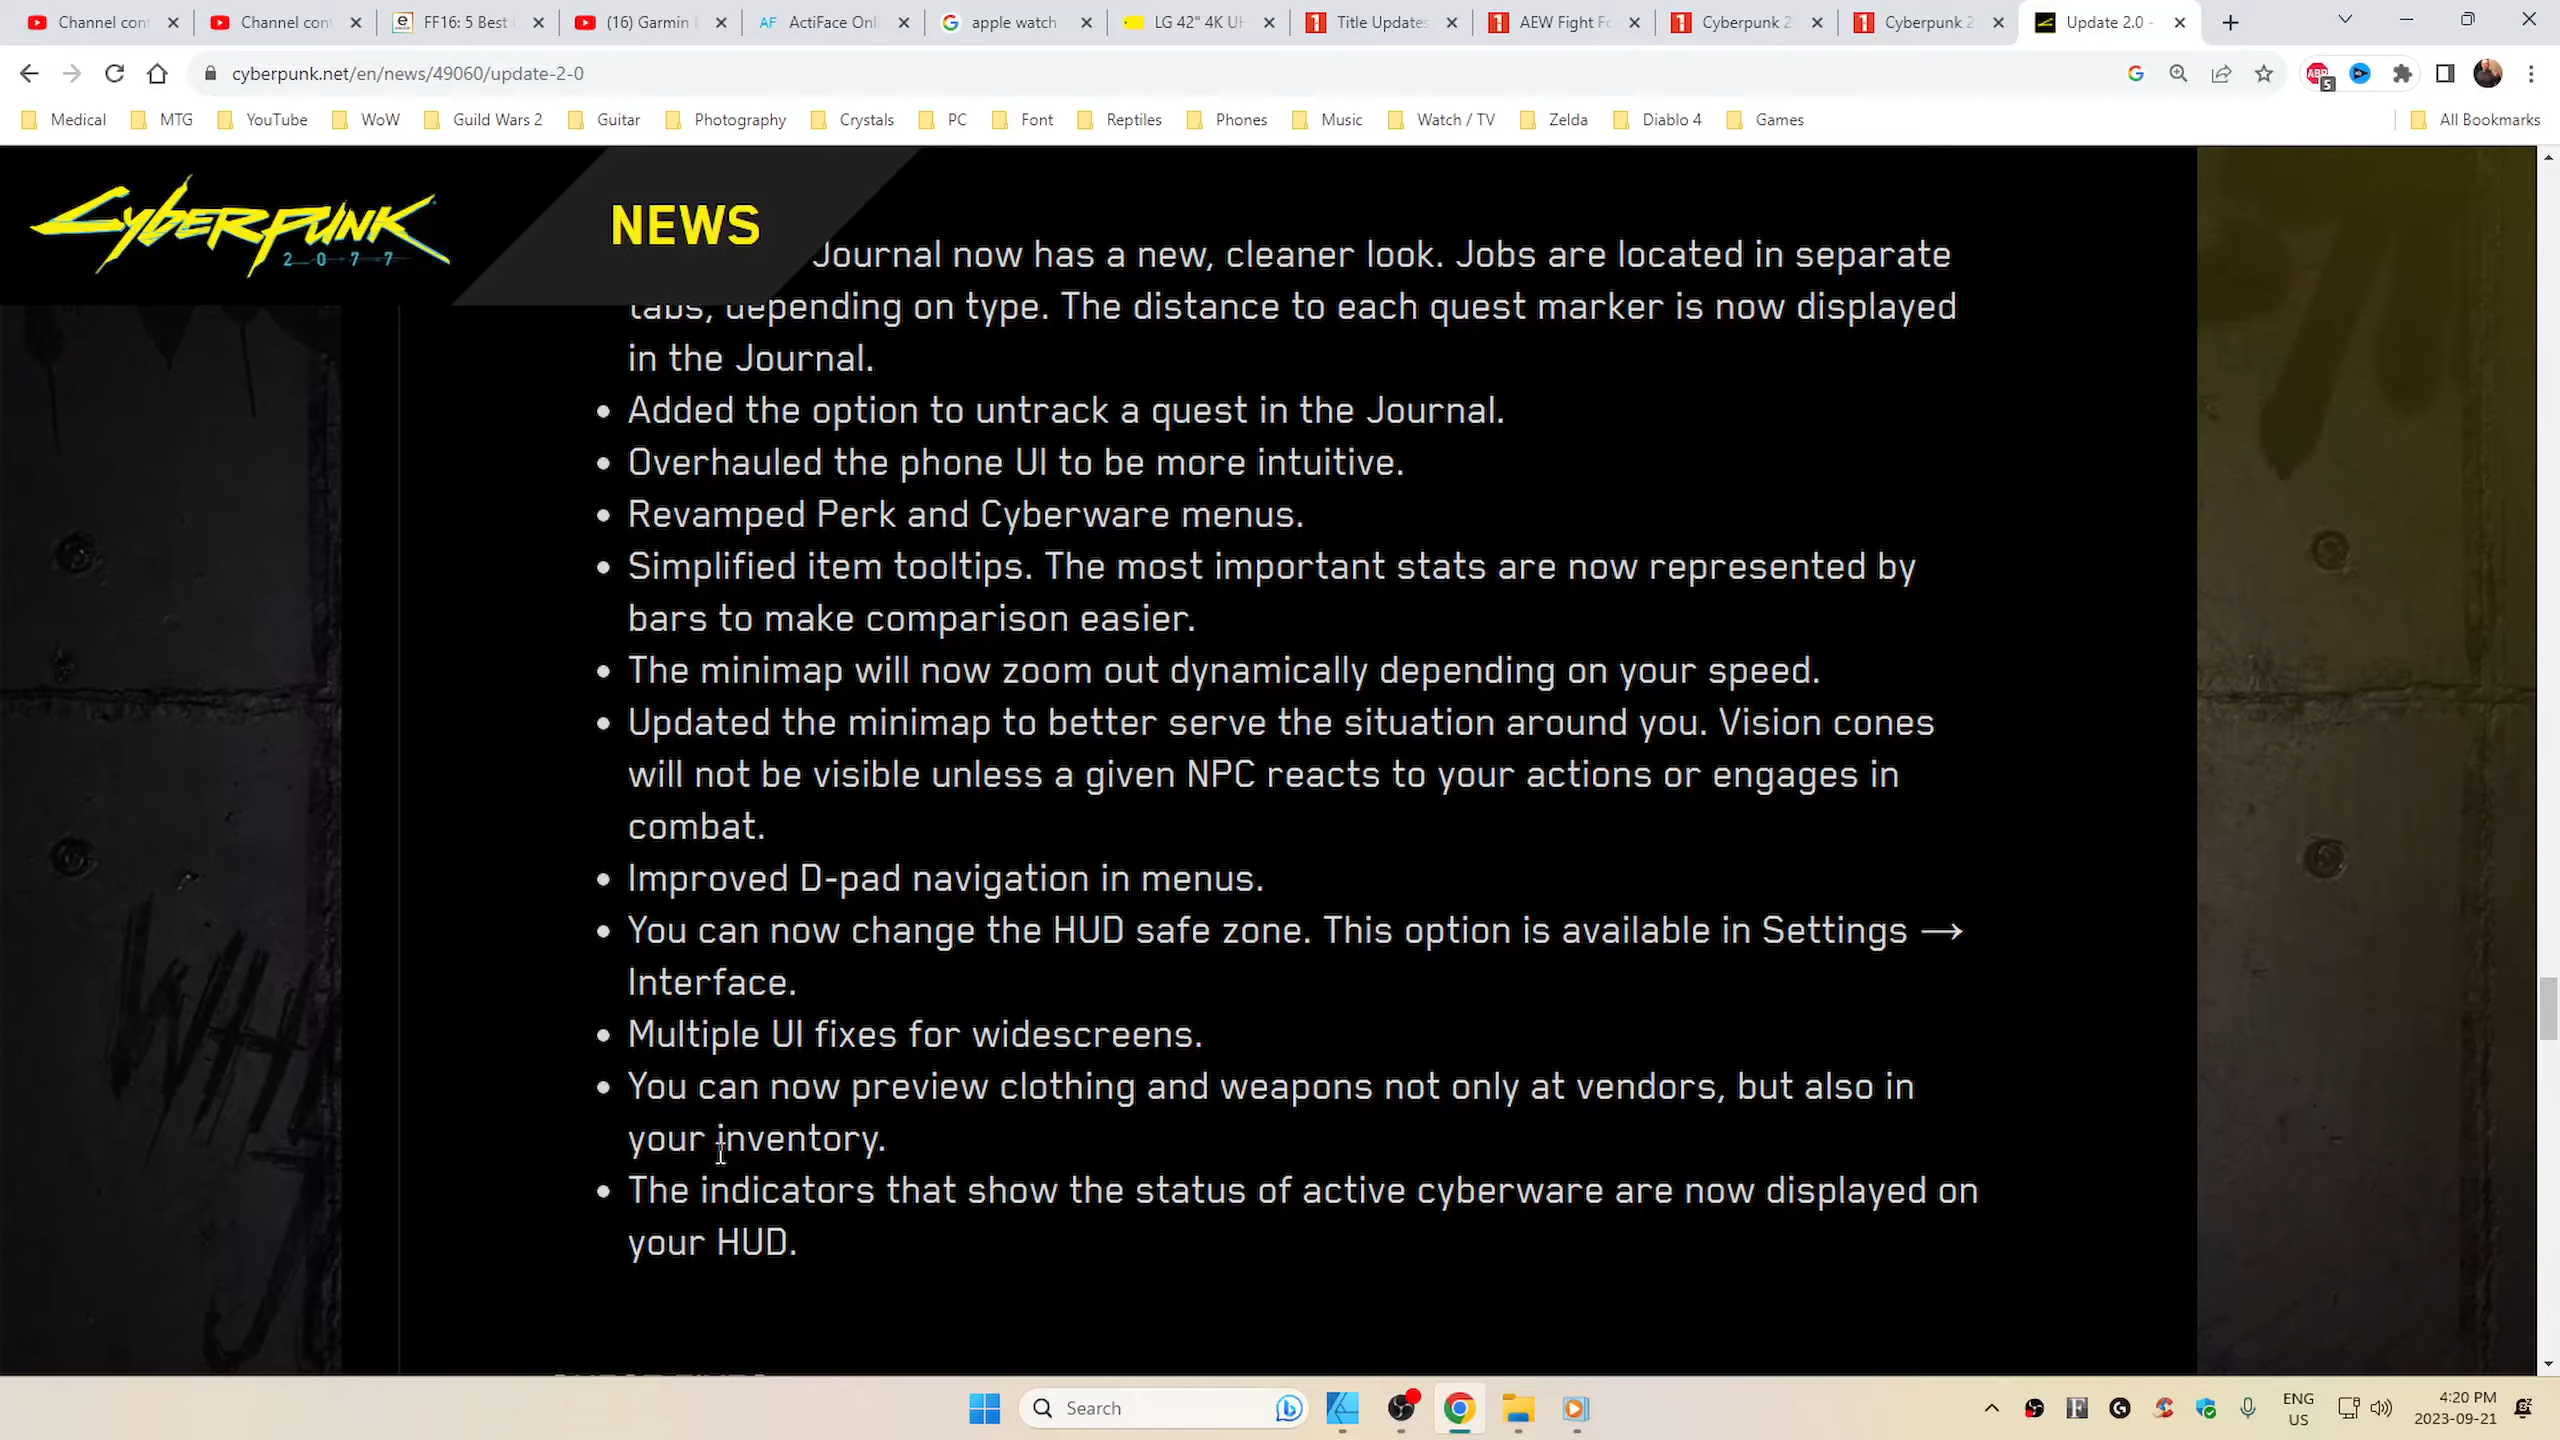 Channel con
Channel con
FF16: 5 Best
(16) Garmin
ActiFace Onl
apple watch
LG 42" 4K UH
Title Updates
AEW Fight Fo
Cyberpunk 2
Cyberpunk 2
Update 2.0 -
cyberpunk.net/en/news/49060/update-2-0
ABP
5
Medical
MTG
YouTube
WoW
Guild Wars 2
Guitar
Photography
Crystals
PC
Font
Reptiles
Phones
Music
Watch / TV
Zelda
Diablo 4
Games
All Bookmarks
Cyberpunk
2077
NEWS
Journal now has a new, cleaner look. Jobs are located in separate
tabs, depending on type. The distance to each quest marker is now displayed
in the Journal.
• Added the option to untrack a quest in the Journal.
• Overhauled the phone UI to be more intuitive.
• Revamped Perk and Cyberware menus.
• Simplified item tooltips. The most important stats are now represented by
bars to make comparison easier.
• The minimap will now zoom out dynamically depending on your speed.
• Updated the minimap to better serve the situation around you. Vision cones
will not be visible unless a given NPC reacts to your actions or engages in
combat.
• Improved D-pad navigation in menus.
• You can now change the HUD safe zone. This option is available in Settings →
Interface.
• Multiple UI fixes for widescreens.
• You can now preview clothing and weapons not only at vendors, but also in
your inventory.
• The indicators that show the status of active cyberware are now displayed on
your HUD.
Search
ENG
US
4:20 PM
2023-09-21